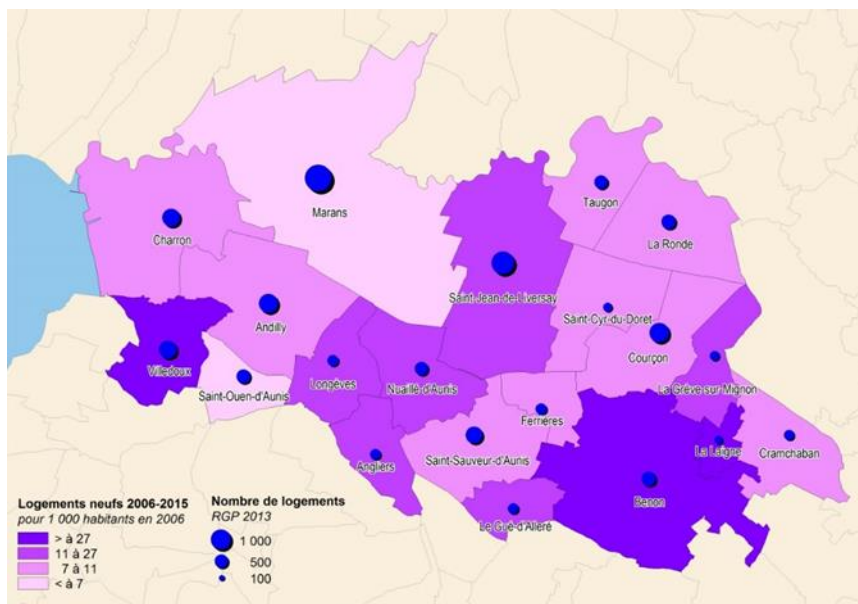 Marans
Taugon
Charron
La Ronde
Saint-Jean-de-Liversay
Andilly
Saint-Cyr-du-Doret
Courçon
Villedoux
Longèves
Nuaillé-d'Aunis
La Grève-sur-Mignon
Saint-Ouen-d'Aunis
Ferrières
La Laigne
Cramchaban
Saint-Sauveur-d'Aunis
Angliers
Benon
Le Gué-d'Alleré
Logements neufs 2006-2015
pour 1 000 habitants en 2006
> à 27
11 à 27
7 à 11
< à 7
Nombre de logements
RGP 2013
1 000
500
100